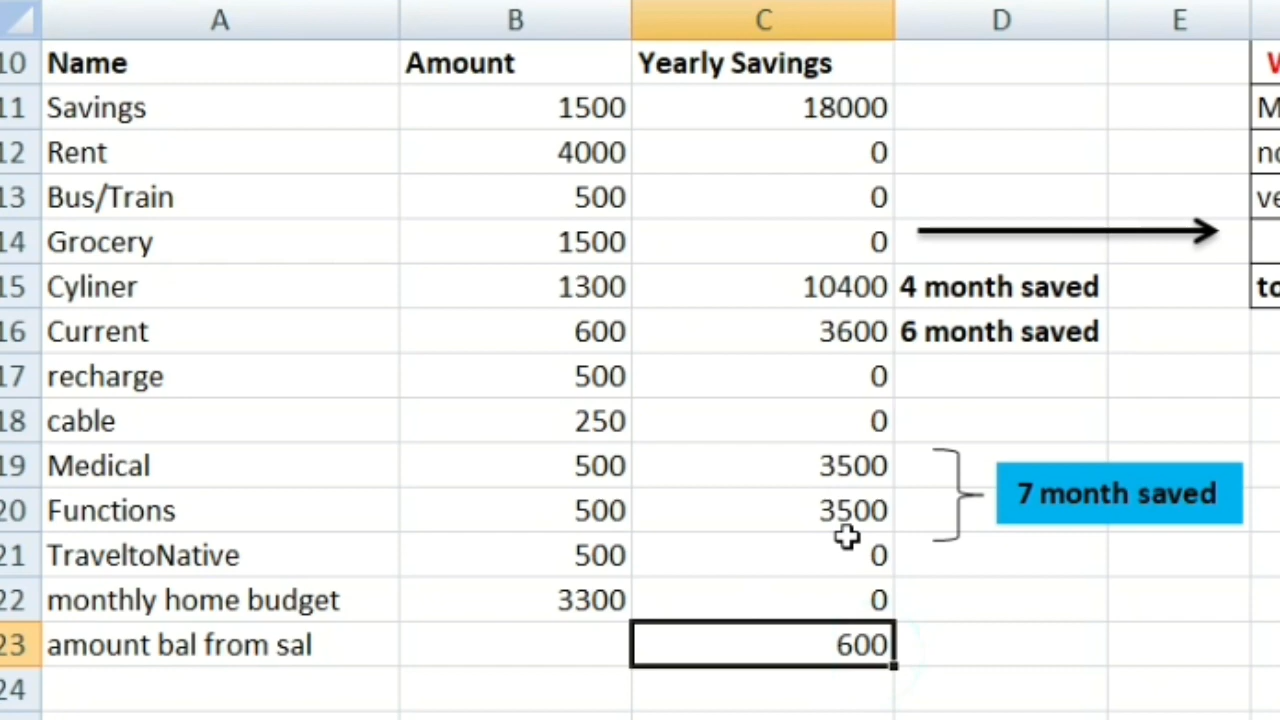 A B C D E
10 Name Amount Yearly Savings
11 Savings 1500 18000
12 Rent 4000 0
13 Bus/Train 500 0
14 Grocery 1500 0
15 Cyliner 1300 10400 4 month saved
16 Current 600 3600 6 month saved
17 recharge 500 0
18 cable 250 0
19 Medical 500 3500
7 month saved
20 Functions 500 3500
21 TraveltoNative 500 0
22 monthly home budget 3300 0
23 amount bal from sal 600
24